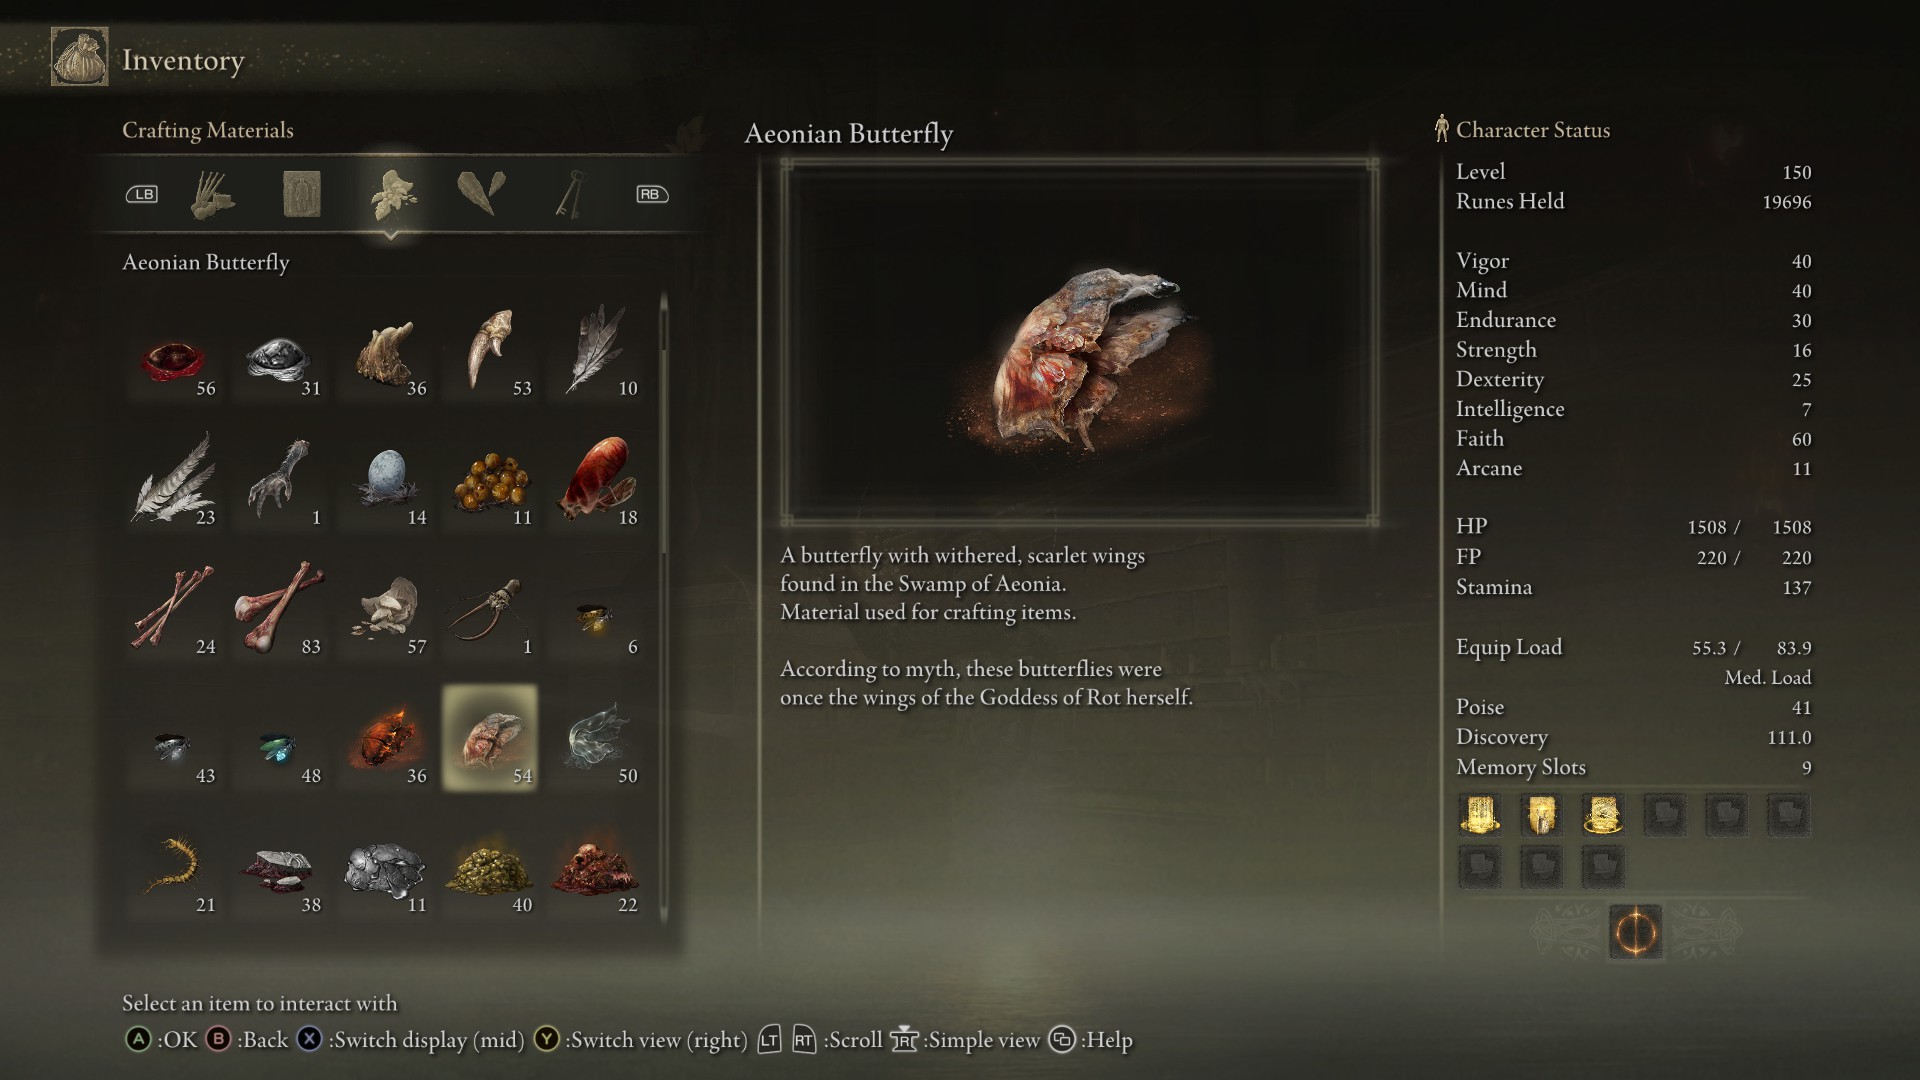 Inventory
Crafting Materials
LB
RB
Aeonian Butterfly
56 31 36 53 10
23 1 14 11 18
24 83 57 1 6
43 48 36 54 50
21 38 11 40 22
Aeonian Butterfly
A butterfly with withered, scarlet wings
found in the Swamp of Aeonia.
Material used for crafting items.
According to myth, these butterflies were
once the wings of the Goddess of Rot herself.
Character Status
Level 150
Runes Held 19696
Vigor 40
Mind 40
Endurance 30
Strength 16
Dexterity 25
Intelligence 7
Faith 60
Arcane 11
HP 1508 / 1508
FP 220 / 220
Stamina 137
Equip Load 55.3 / 83.9
Med. Load
Poise 41
Discovery 111.0
Memory Slots 9
Select an item to interact with
A :OK B :Back X :Switch display (mid) Y :Switch view (right) LT RT :Scroll R :Simple view :Help